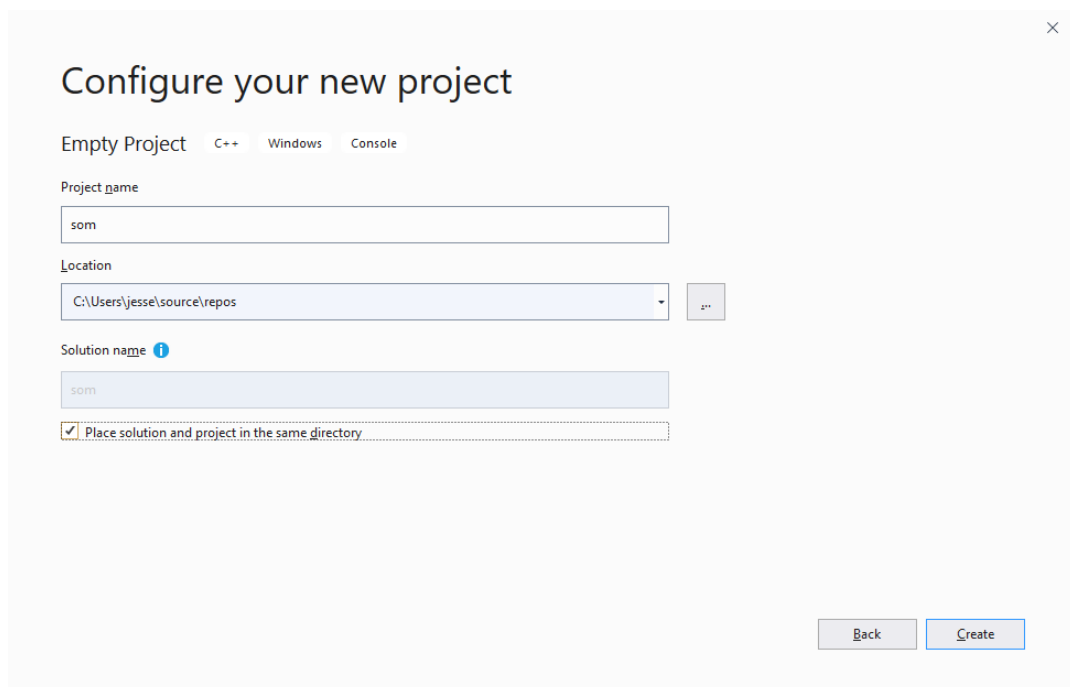 Configure your new project
Empty Project C++ Windows Console
Project name
som
Location
C:\Users\jesse\source\repos
...
Solution name
som
Place solution and project in the same directory
Back Create